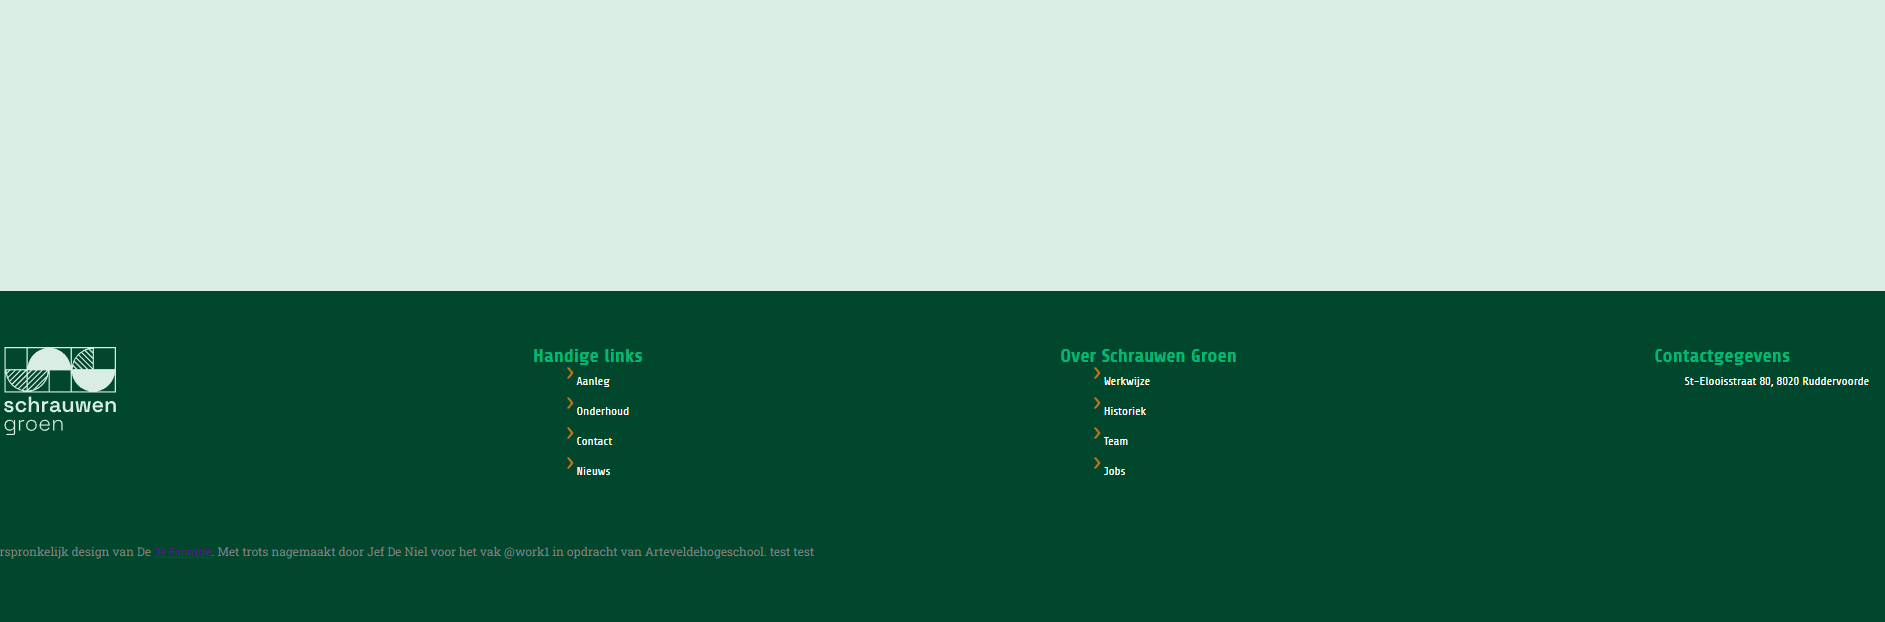 schrauwen
groen
Handige links
Aanleg
Onderhoud
Contact
Nieuws
Over Schrauwen Groen
Werkwijze
Historiek
Team
Jobs
Contactgegevens
St-Elooisstraat 80, 8020 Ruddervoorde
rspronkelijk design van De De Formatie. Met trots nagemaakt door Jef De Niel voor het vak @work1 in opdracht van Arteveldehogeschool. test test